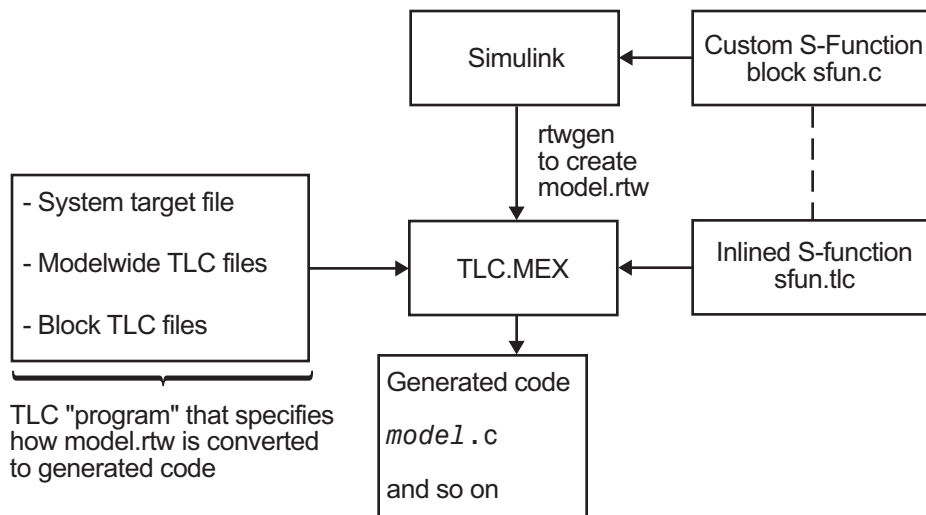 Simulink
Custom S-Function
block sfun.c
rtwgen
to create
model.rtw
- System target file
- Modelwide TLC files
- Block TLC files
TLC.MEX
Inlined S-function
sfun.tlc
TLC "program" that specifies
how model.rtw is converted
to generated code
Generated code
model.c
and so on